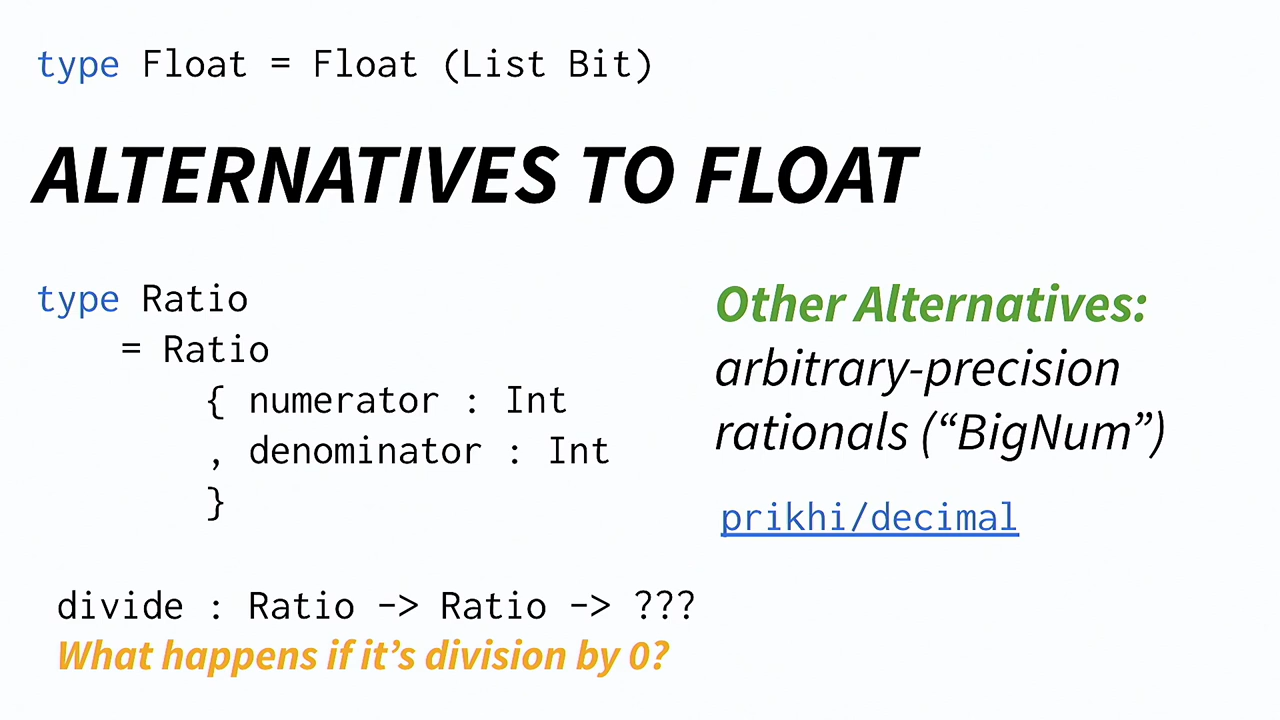 type Float = Float (List Bit)
ALTERNATIVES TO FLOAT
type Ratio
= Ratio
{ numerator : Int
, denominator : Int
}
Other Alternatives:
arbitrary-precision
rationals (“BigNum”)
prikhi/decimal
divide : Ratio -> Ratio -> ???
What happens if it’s division by 0?